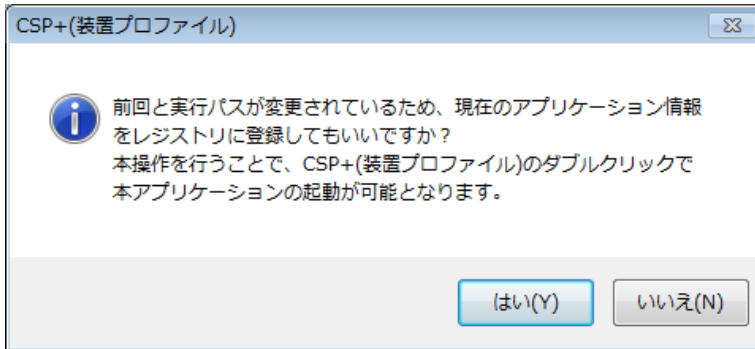 CSP+(装置プロファイル)
前回と実行パスが変更されているため、現在のアプリケーション情報
をレジストリに登録してもいいですか？
本操作を行うことで、CSP+(装置プロファイル)のダブルクリックで
本アプリケーションの起動が可能となります。
はい(Y) いいえ(N)